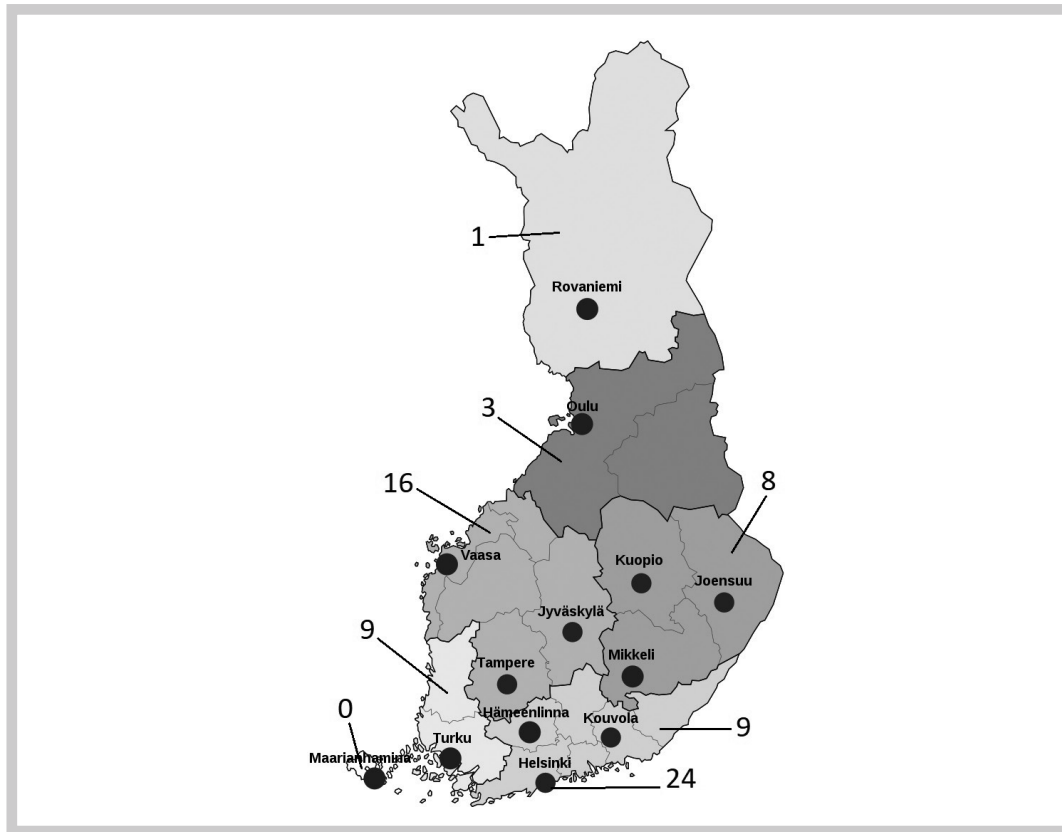 1
Rovaniemi
3
Oulu
16
8
Vaasa
Kuopio
Joensuu
Jyväskylä
9
Mikkeli
Tampere
0
Hämeenlinna
Kouvola
9
Turku
Maarianhamina
Helsinki
24